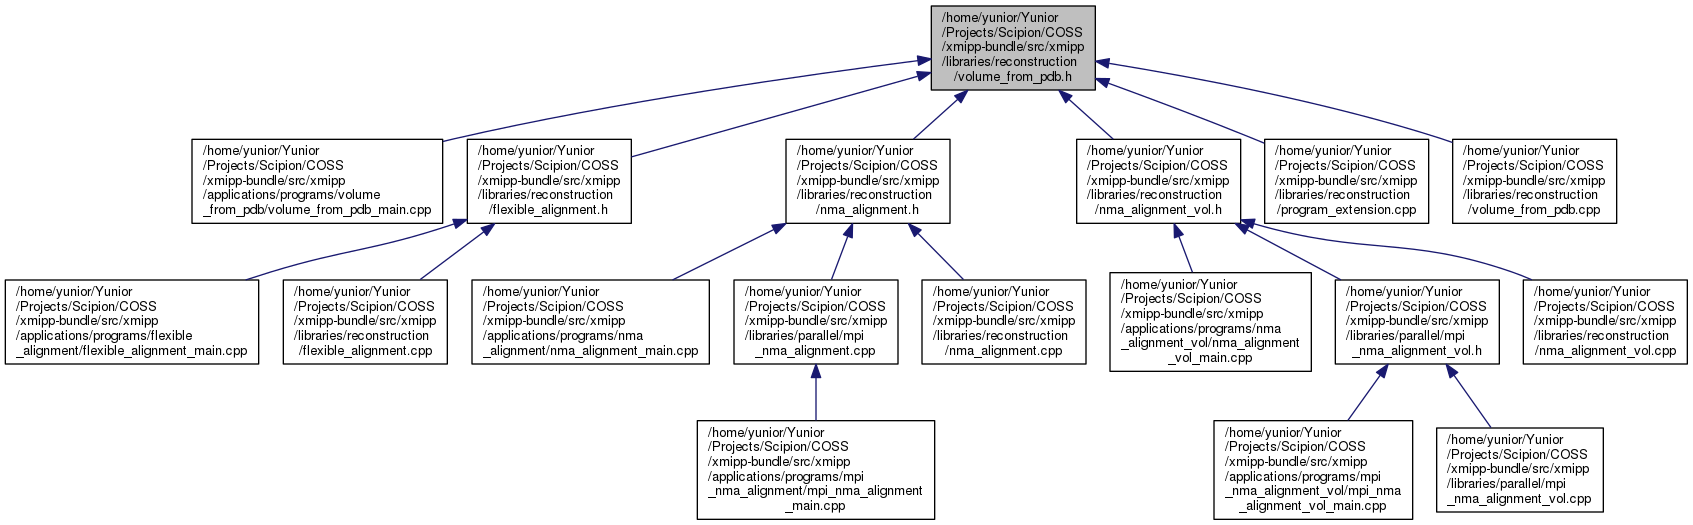 /home/yunior/Yunior
/Projects/Scipion/COSS
/xmipp-bundle/src/xmipp
/libraries/reconstruction
/volume_from_pdb.h
/home/yunior/Yunior
/Projects/Scipion/COSS
/xmipp-bundle/src/xmipp
/applications/programs/volume
_from_pdb/volume_from_pdb_main.cpp
/home/yunior/Yunior
/Projects/Scipion/COSS
/xmipp-bundle/src/xmipp
/libraries/reconstruction
/flexible_alignment.h
/home/yunior/Yunior
/Projects/Scipion/COSS
/xmipp-bundle/src/xmipp
/libraries/reconstruction
/nma_alignment.h
/home/yunior/Yunior
/Projects/Scipion/COSS
/xmipp-bundle/src/xmipp
/libraries/reconstruction
/nma_alignment_vol.h
/home/yunior/Yunior
/Projects/Scipion/COSS
/xmipp-bundle/src/xmipp
/libraries/reconstruction
/program_extension.cpp
/home/yunior/Yunior
/Projects/Scipion/COSS
/xmipp-bundle/src/xmipp
/libraries/reconstruction
/volume_from_pdb.cpp
/home/yunior/Yunior
/Projects/Scipion/COSS
/xmipp-bundle/src/xmipp
/applications/programs/flexible
_alignment/flexible_alignment_main.cpp
/home/yunior/Yunior
/Projects/Scipion/COSS
/xmipp-bundle/src/xmipp
/libraries/reconstruction
/flexible_alignment.cpp
/home/yunior/Yunior
/Projects/Scipion/COSS
/xmipp-bundle/src/xmipp
/applications/programs/nma
_alignment/nma_alignment_main.cpp
/home/yunior/Yunior
/Projects/Scipion/COSS
/xmipp-bundle/src/xmipp
/libraries/parallel/mpi
_nma_alignment.cpp
/home/yunior/Yunior
/Projects/Scipion/COSS
/xmipp-bundle/src/xmipp
/libraries/reconstruction
/nma_alignment.cpp
/home/yunior/Yunior
/Projects/Scipion/COSS
/xmipp-bundle/src/xmipp
/applications/programs/nma
_alignment_vol/nma_alignment
_vol_main.cpp
/home/yunior/Yunior
/Projects/Scipion/COSS
/xmipp-bundle/src/xmipp
/libraries/parallel/mpi
_nma_alignment_vol.h
/home/yunior/Yunior
/Projects/Scipion/COSS
/xmipp-bundle/src/xmipp
/libraries/reconstruction
/nma_alignment_vol.cpp
/home/yunior/Yunior
/Projects/Scipion/COSS
/xmipp-bundle/src/xmipp
/applications/programs/mpi
_nma_alignment/mpi_nma_alignment
_main.cpp
/home/yunior/Yunior
/Projects/Scipion/COSS
/xmipp-bundle/src/xmipp
/applications/programs/mpi
_nma_alignment_vol/mpi_nma
_alignment_vol_main.cpp
/home/yunior/Yunior
/Projects/Scipion/COSS
/xmipp-bundle/src/xmipp
/libraries/parallel/mpi
_nma_alignment_vol.cpp